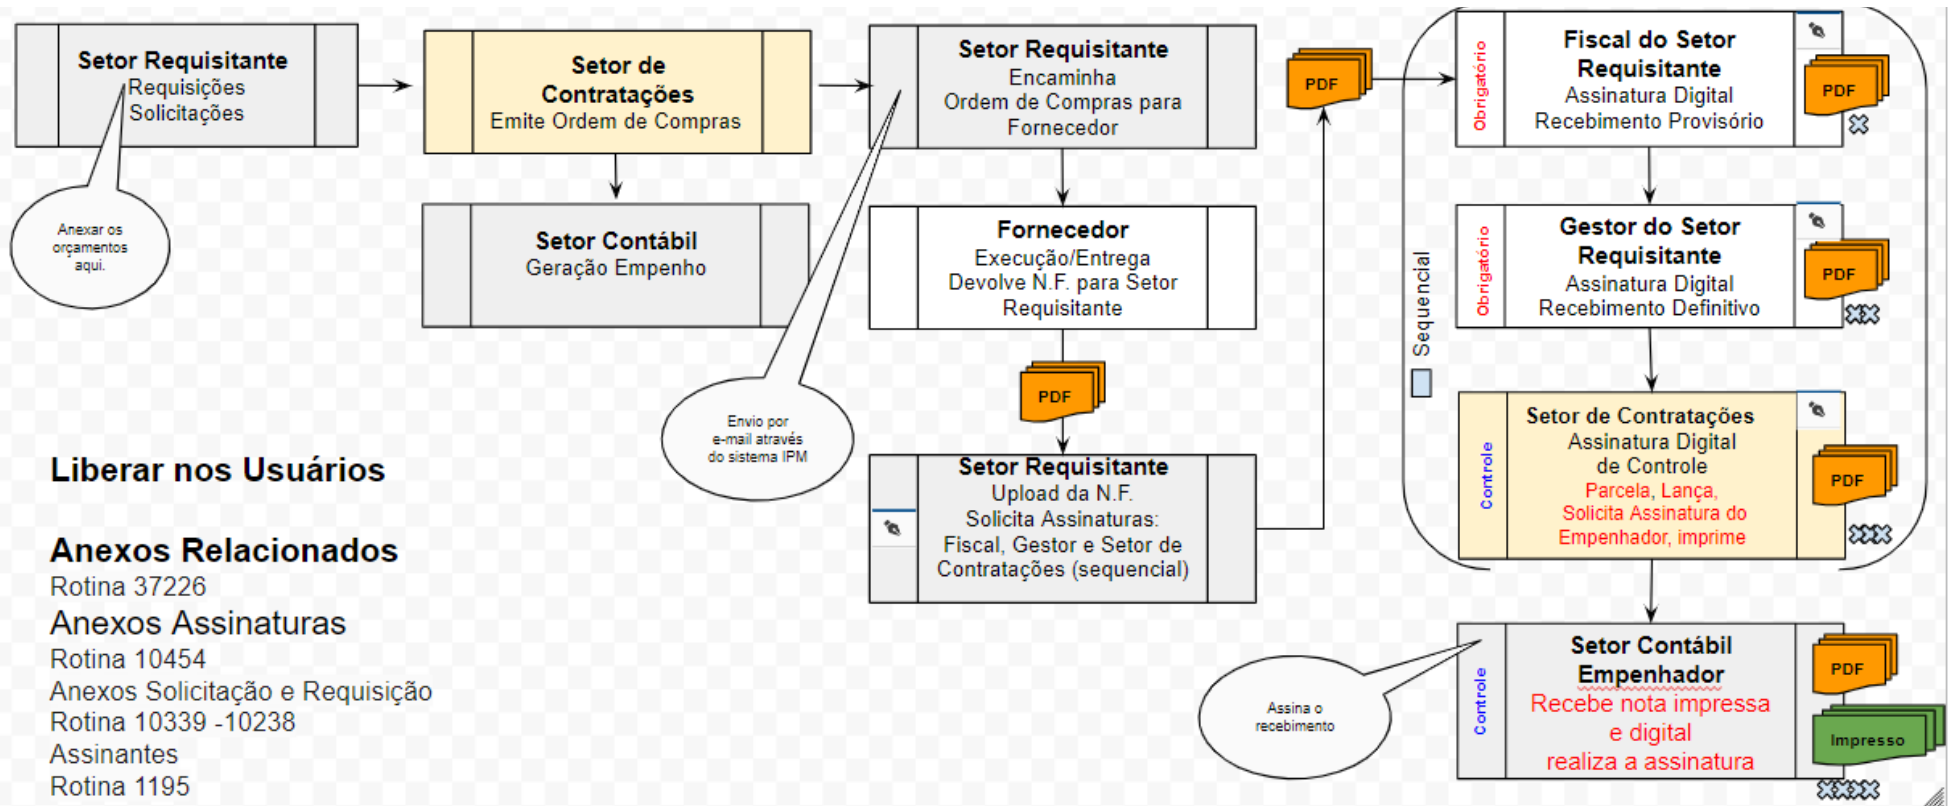 Setor Requisitante
Requisições
Solicitações
Anexar os
orçamentos
aqui.
Setor de
Contratações
Emite Ordem de Compras
Setor Contábil
Geração Empenho
Setor Requisitante
Encaminha
Ordem de Compras para
Fornecedor
Envio por
e-mail através
do sistema IPM
Fornecedor
Execução/Entrega
Devolve N.F. para Setor
Requisitante
PDF
Setor Requisitante
Upload da N.F.
Solicita Assinaturas:
Fiscal, Gestor e Setor de
Contratações (sequencial)
PDF
Sequencial
Obrigatório
Fiscal do Setor
Requisitante
Assinatura Digital
Recebimento Provisório
PDF
Obrigatório
Gestor do Setor
Requisitante
Assinatura Digital
Recebimento Definitivo
PDF
Controle
Setor de Contratações
Assinatura Digital
de Controle
Parcela, Lança,
Solicita Assinatura do
Empenhador, imprime
PDF
Controle
Setor Contábil
Empenhador
Recebe nota impressa
e digital
realiza a assinatura
PDF
Impresso
Assina o
recebimento
Liberar nos Usuários
Anexos Relacionados
Rotina 37226
Anexos Assinaturas
Rotina 10454
Anexos Solicitação e Requisição
Rotina 10339 -10238
Assinantes
Rotina 1195